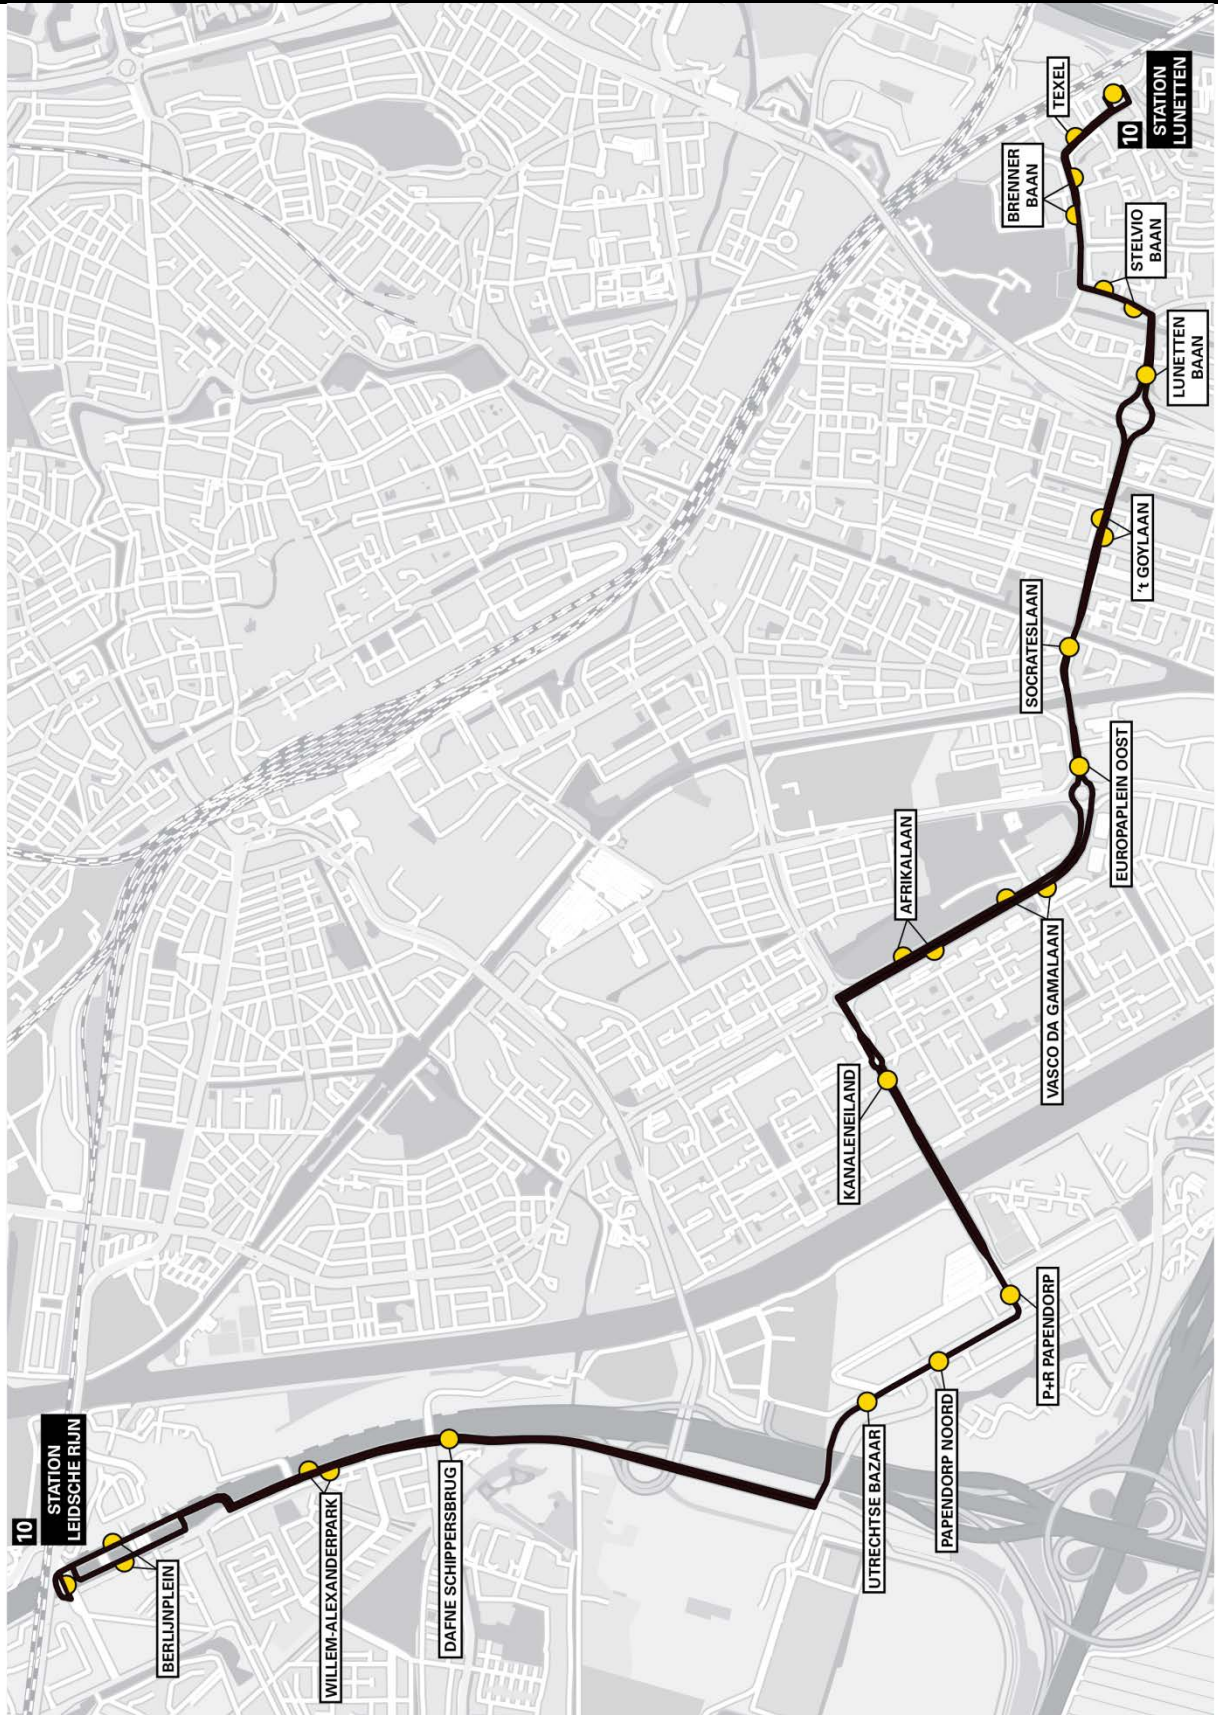 10
STATION
LEIDSCHE RIJN
BERLIJNPLEIN
WILLEM-ALEXANDERPARK
DAFNE SCHIPPERSBRUG
UTRECHTSE BAZAAR
PAPENDORP NOORD
P+R PAPENDORP
KANALENEILAND
AFRIKALAAN
VASCO DA GAMALAAN
EUROPAPLEIN OOST
SOCRATESLAAN
't GOYLAAN
LUNETTEN
BAAN
STELVIO
BAAN
BRENNER
BAAN
TEXEL
10
STATION
LUNETTEN